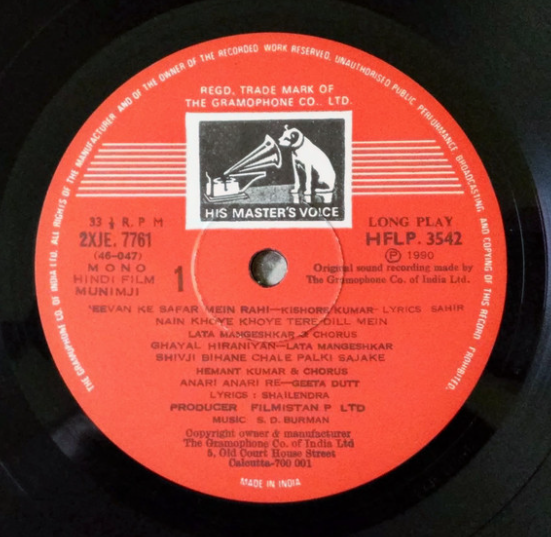 THE GRAMOPHONE CO. OF INDIA LTD. ALL RIGHTS OF THE MANUFACTURER AND OF THE OWNER OF THE RECORDED WORK RESERVED. UNAUTHORISED PUBLIC PERFORMANCE BROADCASTING AND COPYING OF THIS RECORD PROHIBITED.
REGD. TRADE MARK OF
THE GRAMOPHONE CO., LTD.
HIS MASTER'S VOICE
33 ⅓ R. P M
2XJE. 7761
(46-047)
MONO
HINDI FILM
MUNIMJI
1
LONG PLAY
HFLP. 3542
Ⓟ 1990
Original sound recording made by
The Gramophone Co. of India Ltd.
'EEVAN KE SAFAR MEIN RAHI—KISHORE KUMAR- LYRICS SAHIR
NAIN KHOYE KHOYE TERE DILL MEIN
LATA MANGESHKAR & CHORUS
GHAYAL HIRANIYAN—LATA MANGESHKAR
SHIVJI BIHANE CHALE PALKI SAJAKE
HEMANT KUMAR & CHORUS
ANARI ANARI RE—GEETA DUTT
LYRICS : SHAILENDRA
PRODUCER FILMISTAN P LTD
MUSIC S. D. BURMAN
Copyright owner & manufacturer
The Gramophone Co. of India Ltd
5, Old Court House Street
Calcutta-700 001
MADE IN INDIA